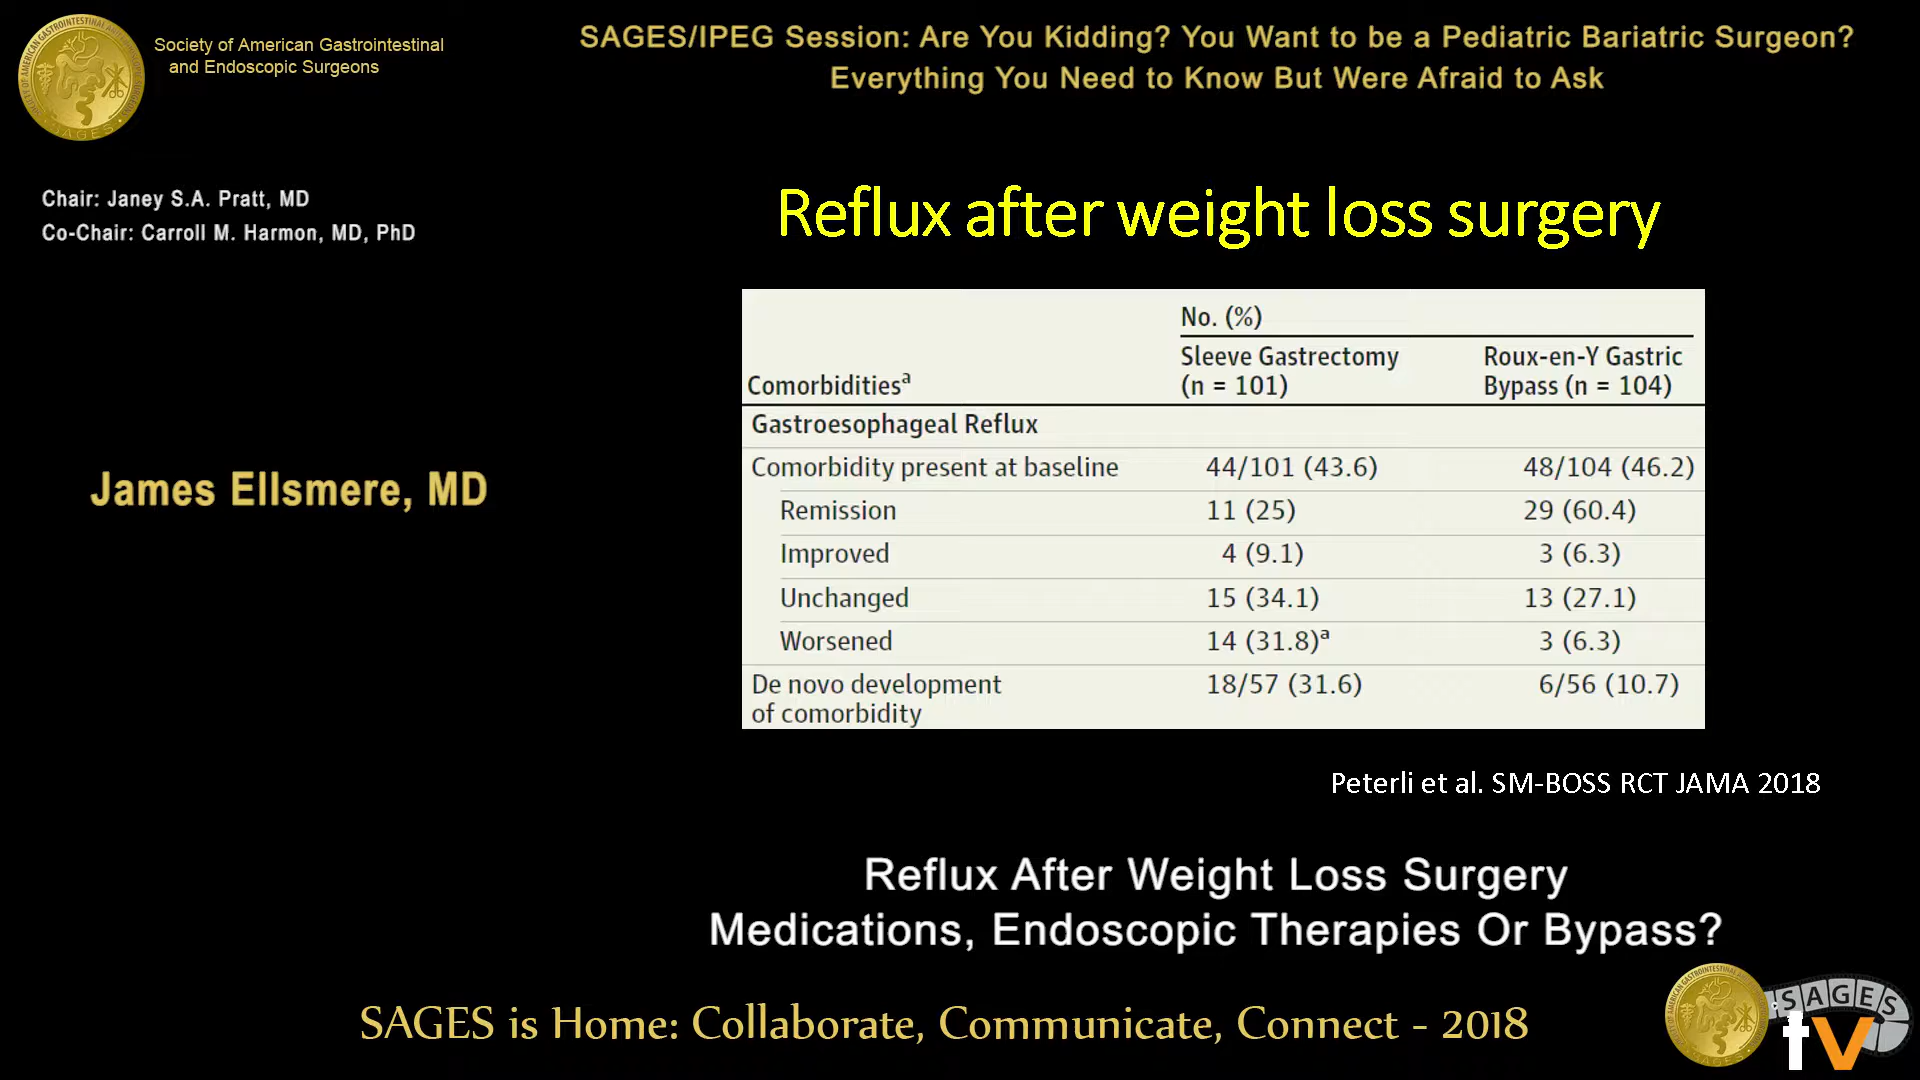 Society of American Gastrointestinal
and Endoscopic Surgeons
SAGES/IPEG Session: Are You Kidding? You Want to be a Pediatric Bariatric Surgeon?
Everything You Need to Know But Were Afraid to Ask
Chair: Janey S.A. Pratt, MD
Co-Chair: Carroll M. Harmon, MD, PhD
James Ellsmere, MD
Reflux after weight loss surgery
No. (%)
Comorbiditiesᵃ Sleeve Gastrectomy (n = 101) Roux-en-Y Gastric Bypass (n = 104)
Gastroesophageal Reflux
Comorbidity present at baseline 44/101 (43.6) 48/104 (46.2)
Remission 11 (25) 29 (60.4)
Improved 4 (9.1) 3 (6.3)
Unchanged 15 (34.1) 13 (27.1)
Worsened 14 (31.8)ᵃ 3 (6.3)
De novo development of comorbidity 18/57 (31.6) 6/56 (10.7)
Peterli et al. SM-BOSS RCT JAMA 2018
Reflux After Weight Loss Surgery
Medications, Endoscopic Therapies Or Bypass?
SAGES is Home: Collaborate, Communicate, Connect - 2018
SAGES
tv